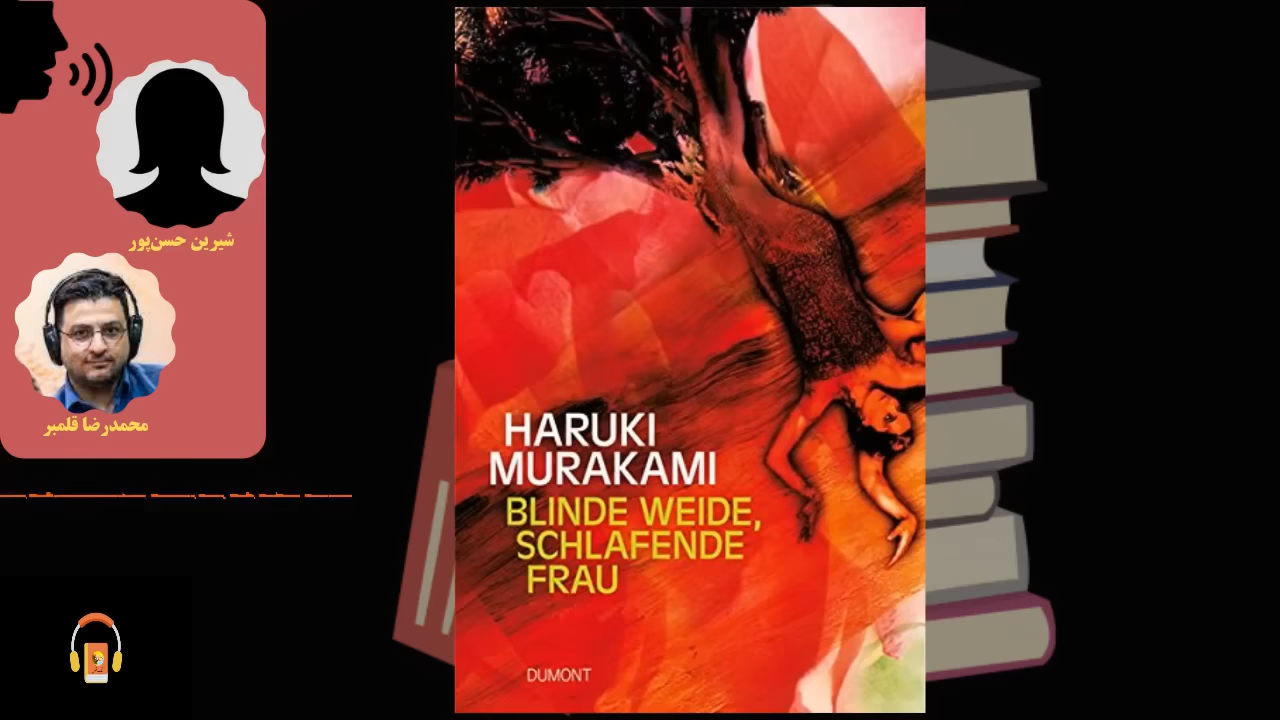 شیرین حسن‌پور
محمدرضا قلمبر
HARUKI
MURAKAMI
BLINDE WEIDE,
SCHLAFENDE
FRAU
DUMONT